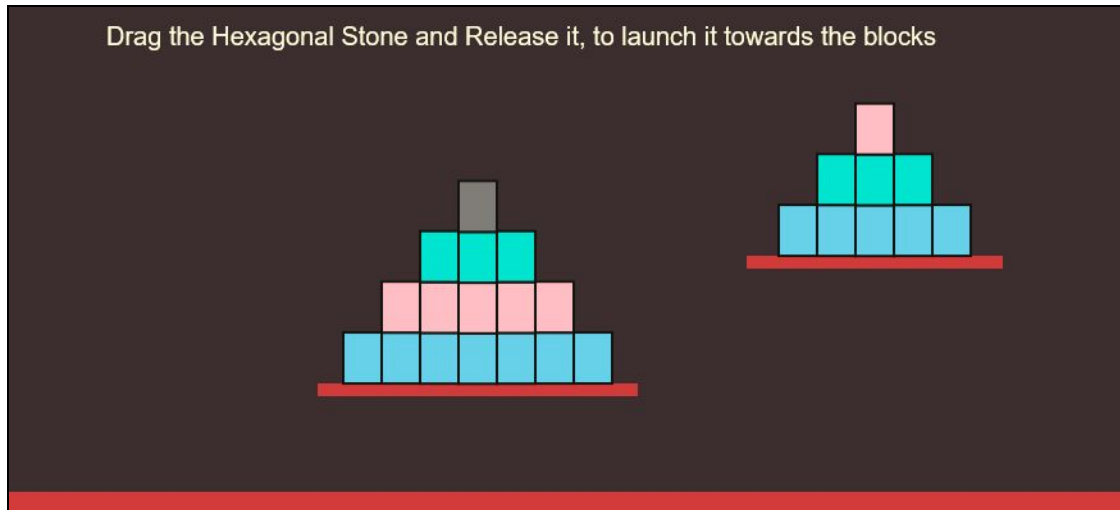 Drag the Hexagonal Stone and Release it, to launch it towards the blocks